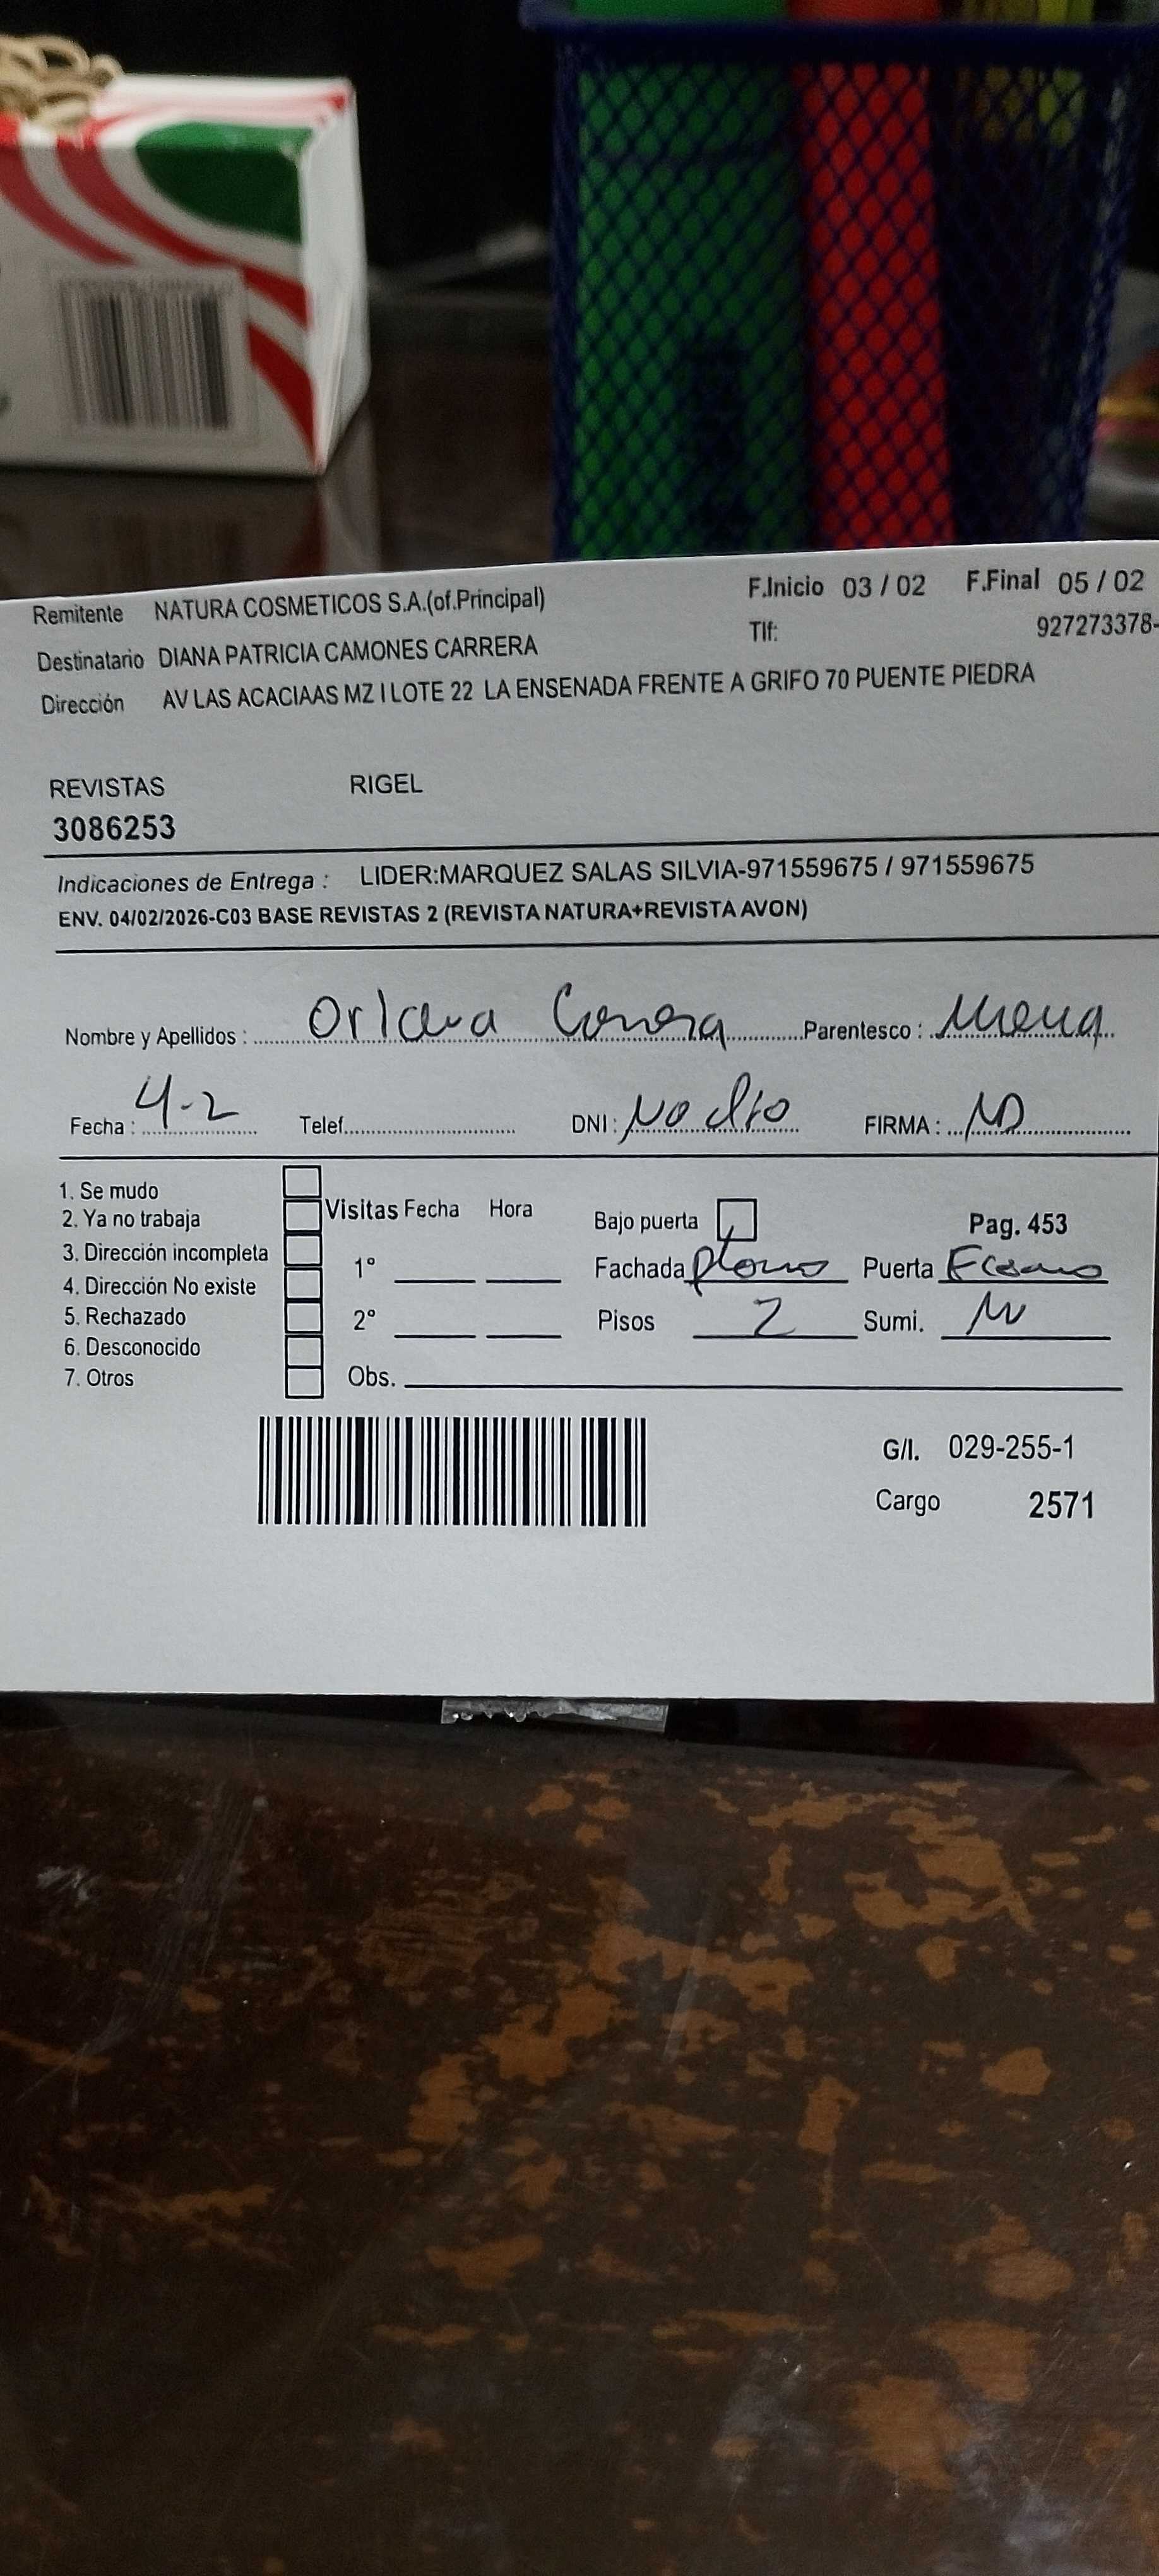 Remitente NATURA COSMETICOS S.A.(of.Principal) F.Inicio 03 / 02 F.Final 05 / 02
Destinatario DIANA PATRICIA CAMONES CARRERA Tlf: 927273378-
Dirección AV LAS ACACIAAS MZ I LOTE 22 LA ENSENADA FRENTE A GRIFO 70 PUENTE PIEDRA
REVISTAS RIGEL
3086253
Indicaciones de Entrega : LIDER:MARQUEZ SALAS SILVIA-971559675 / 971559675
ENV. 04/02/2026-C03 BASE REVISTAS 2 (REVISTA NATURA+REVISTA AVON)
Nombre y Apellidos : Parentesco :
Fecha : 4-2 Telef. DNI : No dio FIRMA :
1. Se mudo
2. Ya no trabaja Visitas Fecha Hora Bajo puerta Pag. 453
3. Dirección incompleta 1° Fachada plomo Puerta
4. Dirección No existe
5. Rechazado 2° Pisos 2 Sumi.
6. Desconocido
7. Otros Obs.
G/I. 029-255-1
Cargo 2571